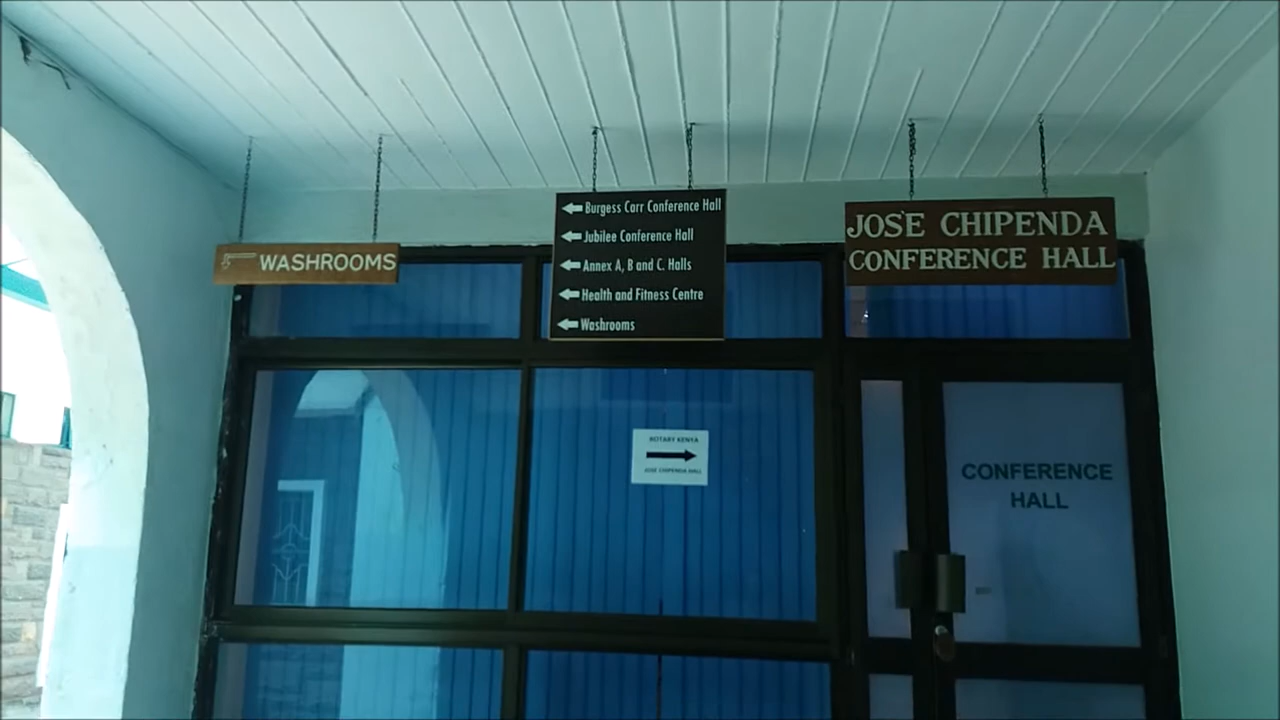 WASHROOMS
Burgess Carr Conference Hall
Jubilee Conference Hall
Annex A, B and C. Halls
Health and Fitness Centre
Washrooms
JOSE CHIPENDA
CONFERENCE HALL
ROTARY KENYA
JOSE CHIPENDA HALL
CONFERENCE
HALL